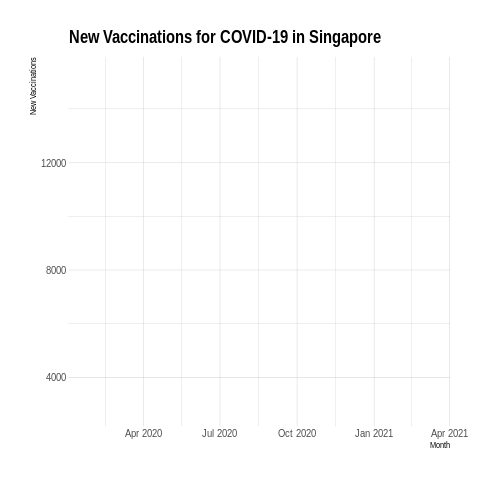 New Vaccinations for COVID-19 in Singapore
New Vaccinations
12000
8000
4000
Apr 2020
Jul 2020
Oct 2020
Jan 2021
Apr 2021
Month